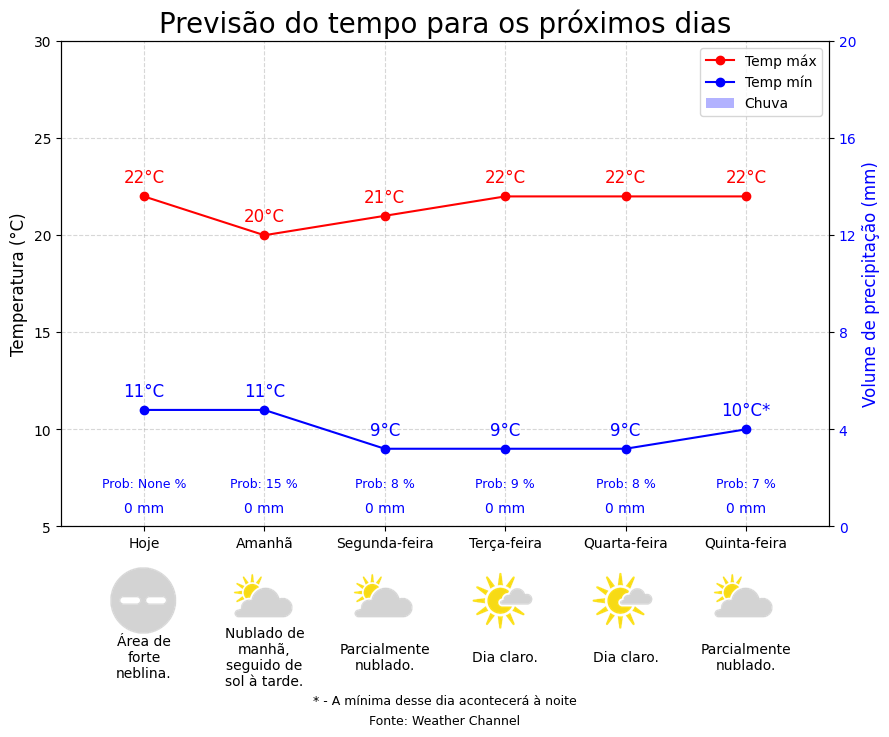 Previsão do tempo para os próximos dias
30
25
20
15
10
5
Temperatura (°C)
20
16
12
8
4
0
Volume de precipitação (mm)
Temp máx
Temp mín
Chuva
22°C
20°C
21°C
22°C
22°C
22°C
11°C
11°C
9°C
9°C
9°C
10°C*
Prob: None %
Prob: 15 %
Prob: 8 %
Prob: 9 %
Prob: 8 %
Prob: 7 %
0 mm
0 mm
0 mm
0 mm
0 mm
0 mm
Hoje
Amanhã
Segunda-feira
Terça-feira
Quarta-feira
Quinta-feira
Área de
forte
neblina.
Nublado de
manhã,
seguido de
sol à tarde.
Parcialmente
nublado.
Dia claro.
Dia claro.
Parcialmente
nublado.
* - A mínima desse dia acontecerá à noite
Fonte: Weather Channel